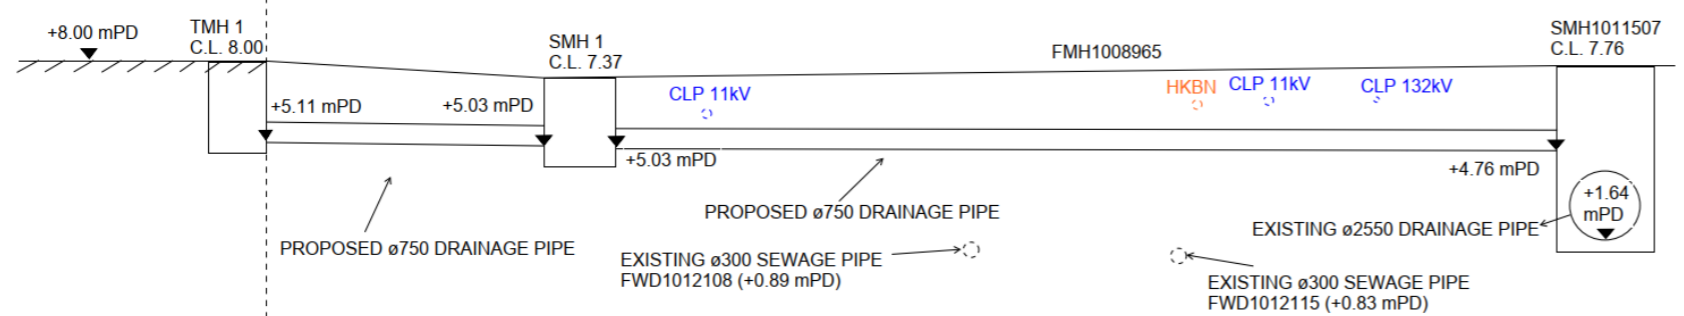 +8.00 mPD
TMH 1
C.L. 8.00
SMH 1
C.L. 7.37
FMH1008965
SMH1011507
C.L. 7.76
CLP 11kV
HKBN
CLP 11kV
CLP 132kV
+5.11 mPD
+5.03 mPD
+5.03 mPD
+4.76 mPD
+1.64
mPD
PROPOSED ø750 DRAINAGE PIPE
PROPOSED ø750 DRAINAGE PIPE
EXISTING ø2550 DRAINAGE PIPE
EXISTING ø300 SEWAGE PIPE
FWD1012108 (+0.89 mPD)
EXISTING ø300 SEWAGE PIPE
FWD1012115 (+0.83 mPD)